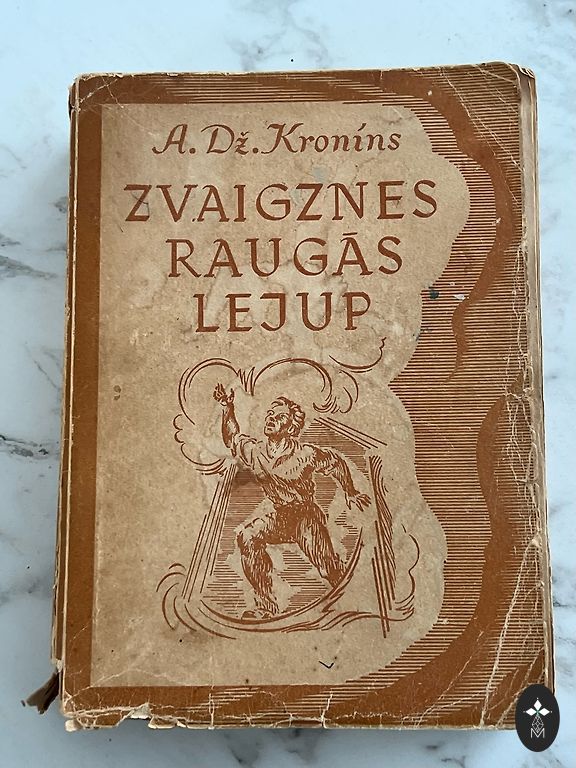 A. Dž. Kronins
ZVAIGZNES
RAUGĀS
LEJUP